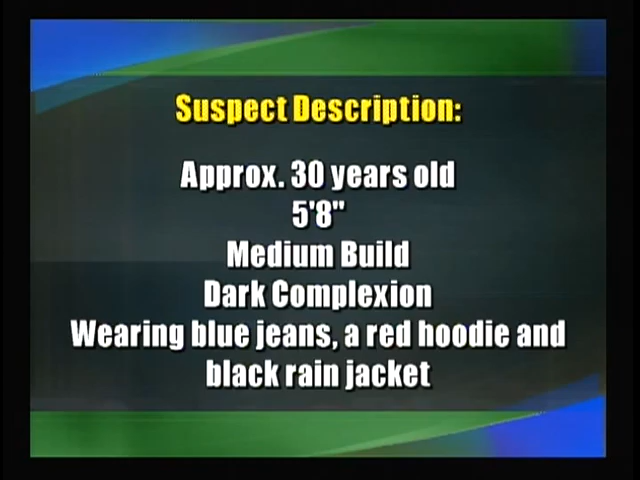 Suspect Description:
Approx. 30 years old
5'8"
Medium Build
Dark Complexion
Wearing blue jeans, a red hoodie and
black rain jacket